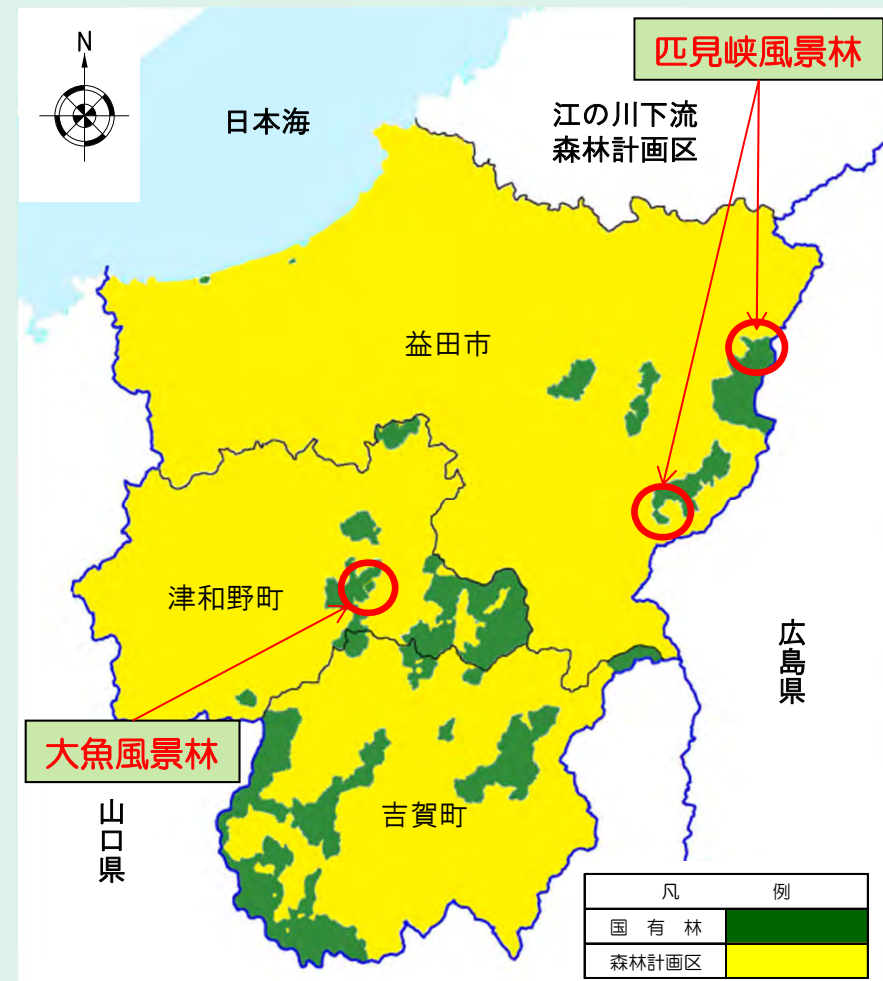 N
匹見峡風景林
日本海
江の川下流
森林計画区
益田市
津和野町
広島県
大魚風景林
山口県
吉賀町
凡例
国有林
森林計画区